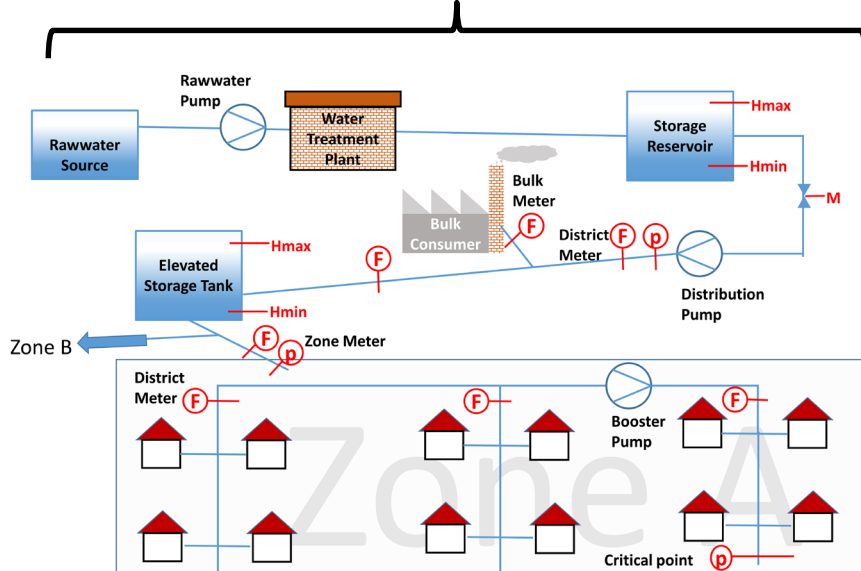 Rawwater
Pump
Rawwater
Source
Water
Treatment
Plant
Storage
Reservoir
Hmax
Hmin
M
Bulk
Meter
F
Bulk
Consumer
District
Meter
F
p
Distribution
Pump
F
Elevated
Storage Tank
Hmax
Hmin
Zone B
F
p
Zone Meter
District
Meter
F
F
Booster
Pump
F
Zone A
Critical point
p